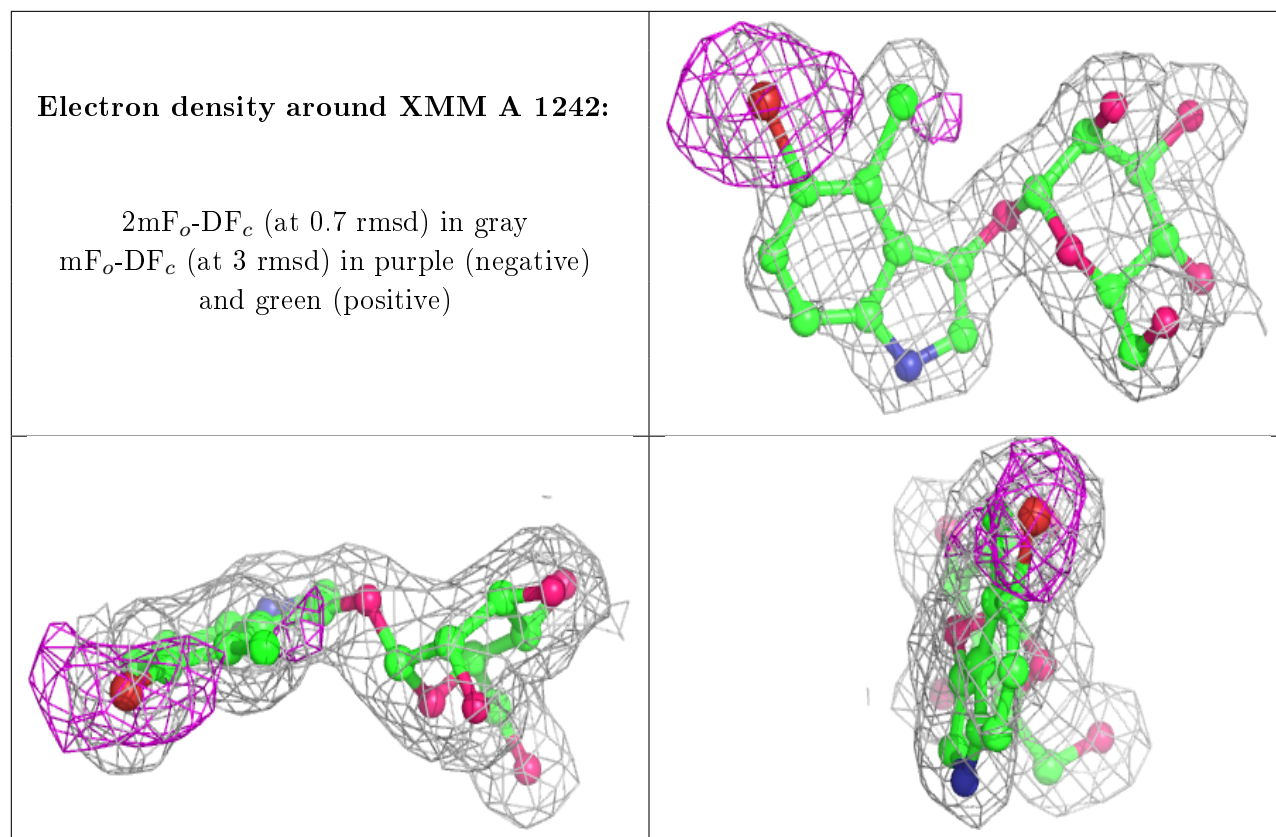 Electron density around XMM A 1242:
2mFo-DFc (at 0.7 rmsd) in gray
mFo-DFc (at 3 rmsd) in purple (negative)
and green (positive)